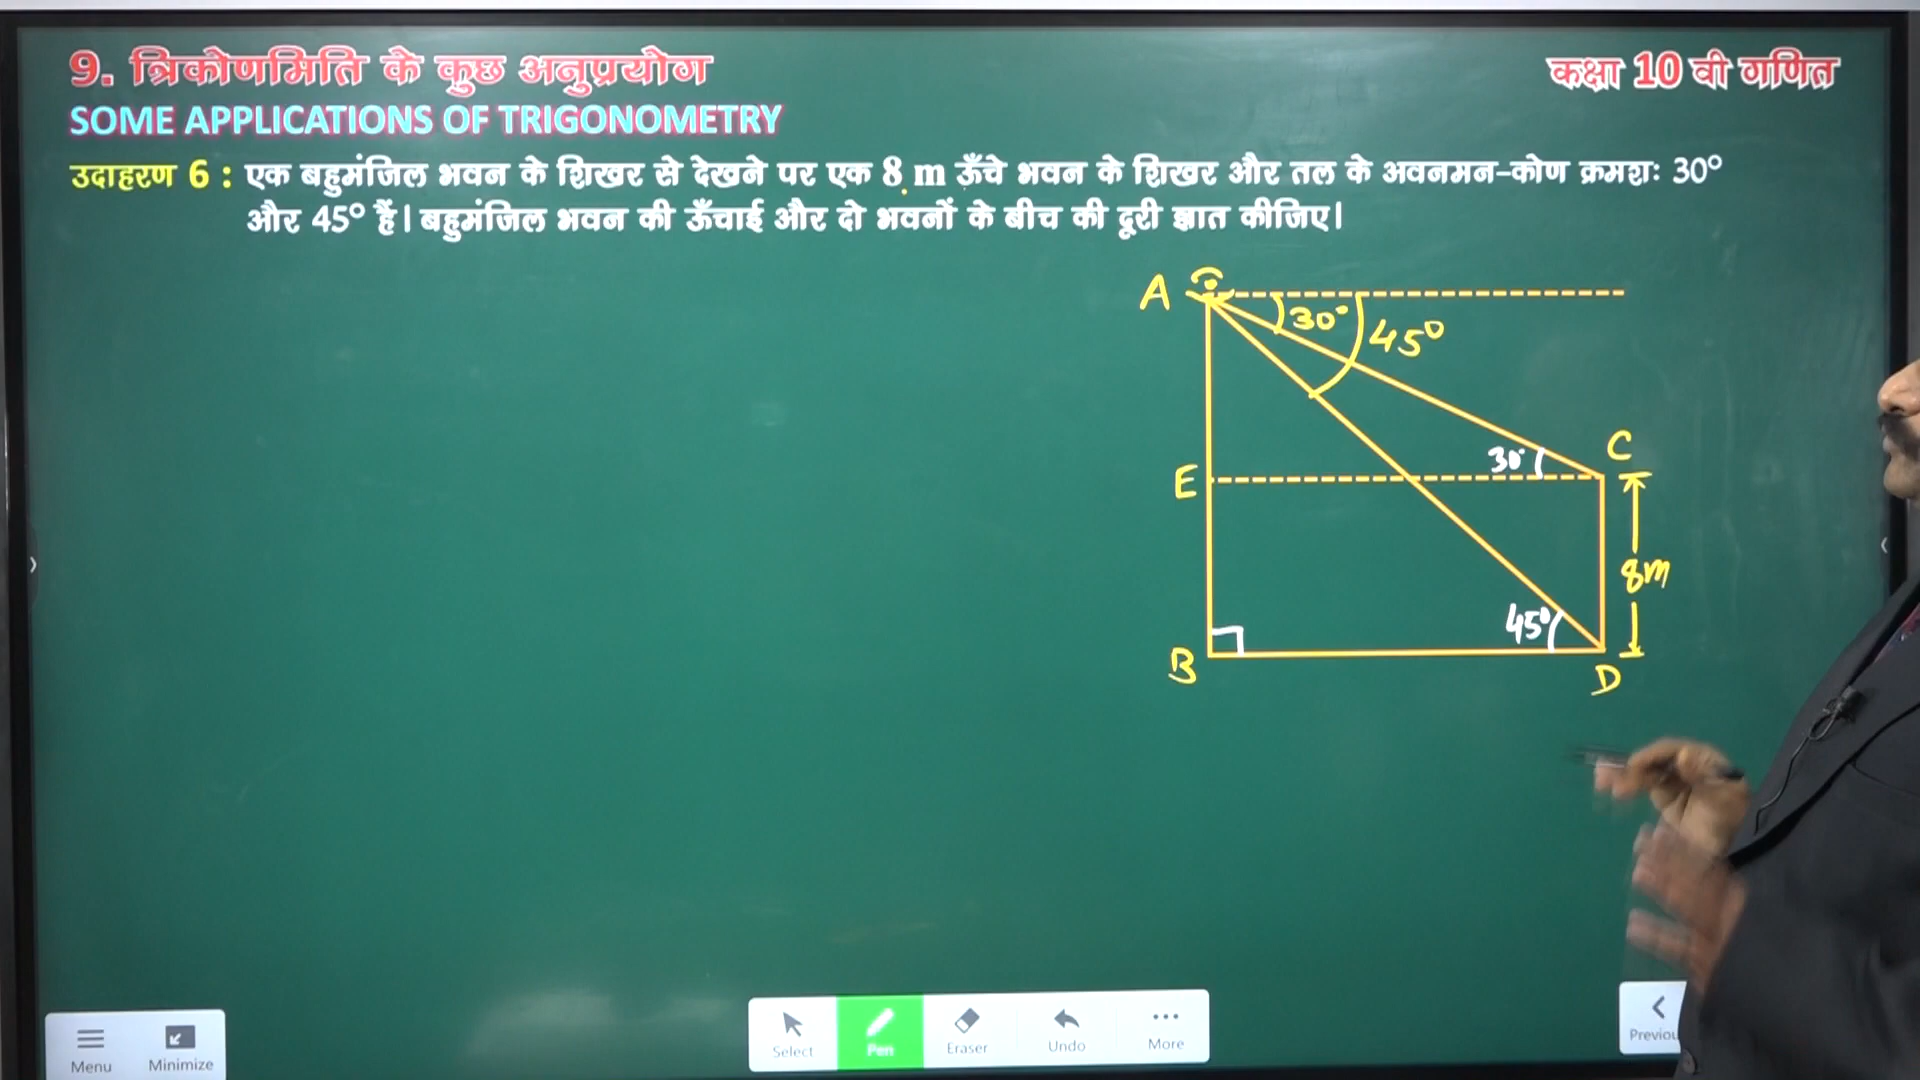 9. त्रिकोणमिति के कुछ अनुप्रयोग
कक्षा 10 वी गणित
SOME APPLICATIONS OF TRIGONOMETRY
उदाहरण 6 : एक बहुमंजिल भवन के शिखर से देखने पर एक 8 m ऊँचे भवन के शिखर और तल के अवनमन-कोण क्रमशः 30°
और 45° हैं। बहुमंजिल भवन की ऊँचाई और दो भवनों के बीच की दूरी ज्ञात कीजिए।
A
30°
45°
C
30°
E
8m
45°
B
D
Menu
Minimize
Select
Pen
Eraser
Undo
More